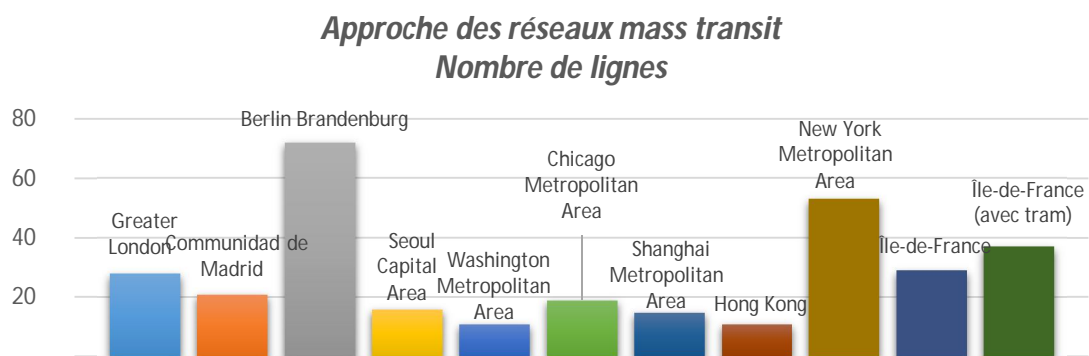 Approche des réseaux mass transit
Nombre de lignes
80
60
40
20
Greater
London
Communidad de
Madrid
Berlin Brandenburg
Seoul
Capital
Area
Washington
Metropolitan
Area
Chicago
Metropolitan
Area
Shanghai
Metropolitan
Area
Hong Kong
New York
Metropolitan
Area
Île-de-France
Île-de-France
(avec tram)